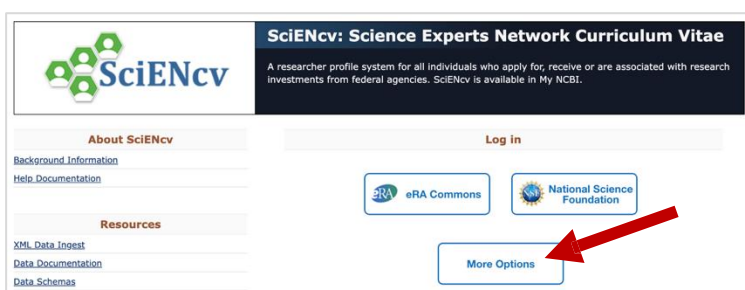 SciENcv
SciENcv: Science Experts Network Curriculum Vitae
A researcher profile system for all individuals who apply for, receive or are associated with research
investments from federal agencies. SciENcv is available in My NCBI.
About SciENcv
Background Information
Help Documentation
Resources
XML Data Ingest
Data Documentation
Data Schemas
Log in
eRA
eRA Commons
NSF
National Science
Foundation
More Options